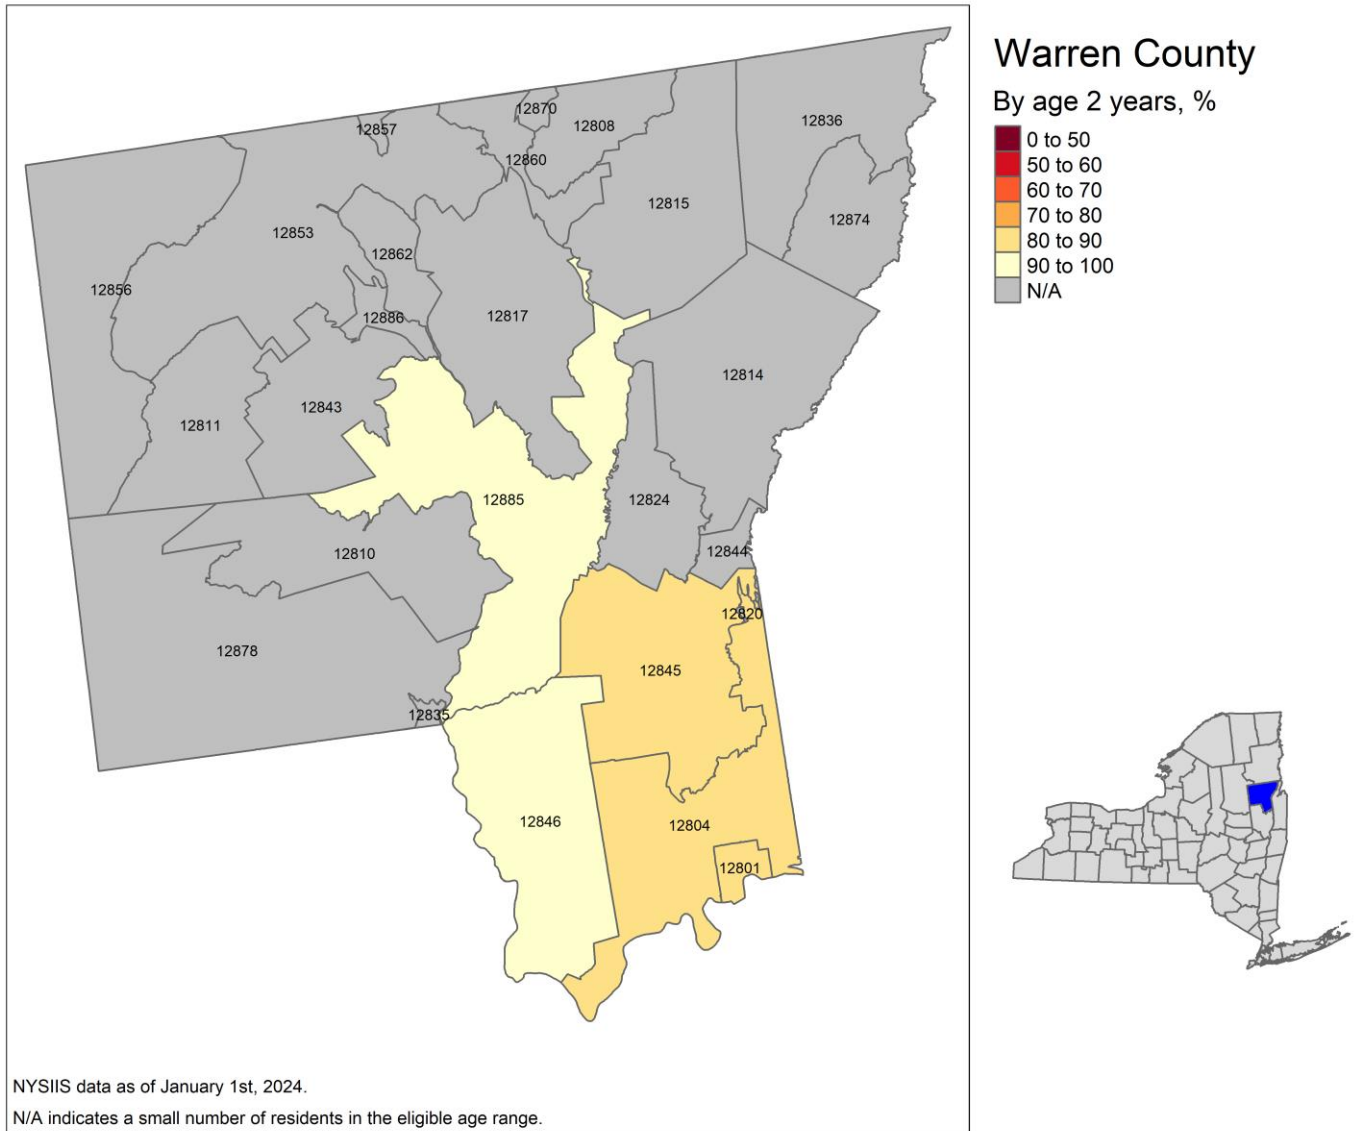 Warren County
By age 2 years, %
0 to 50
50 to 60
60 to 70
70 to 80
80 to 90
90 to 100
N/A
12870
12857
12808
12836
12860
12815
12874
12853
12862
12856
12886
12817
12814
12843
12811
12885
12824
12810
12844
12820
12878
12845
12835
12846
12804
12801
NYSIIS data as of January 1st, 2024.
N/A indicates a small number of residents in the eligible age range.